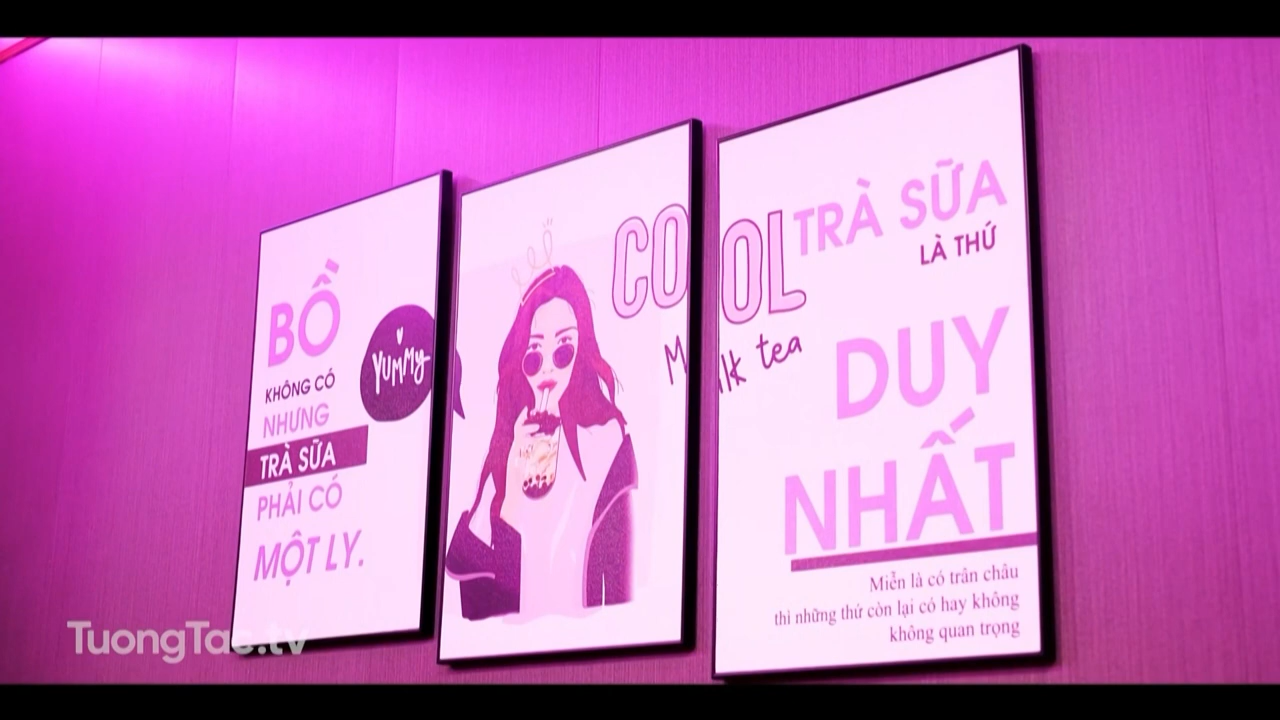 BỒ
KHÔNG CÓ
NHƯNG
TRÀ SỮA
PHẢI CÓ
MỘT LY.
YUMMY
COOL
Milk tea
TRÀ SỮA
LÀ THỨ
DUY
NHẤT
Miễn là có trân châu
thì những thứ còn lại có hay không
không quan trọng
TuongTac.tv